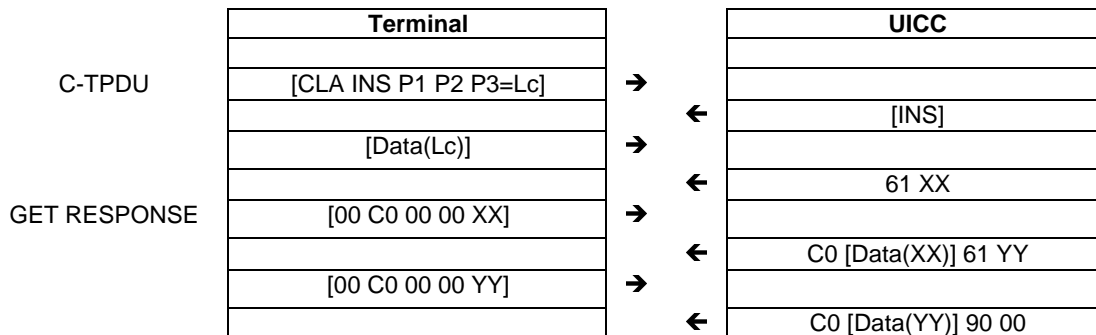 Terminal UICC
C-TPDU [CLA INS P1 P2 P3=Lc] →
← [INS]
[Data(Lc)] →
← 61 XX
GET RESPONSE [00 C0 00 00 XX] →
← C0 [Data(XX)] 61 YY
[00 C0 00 00 YY] →
← C0 [Data(YY)] 90 00